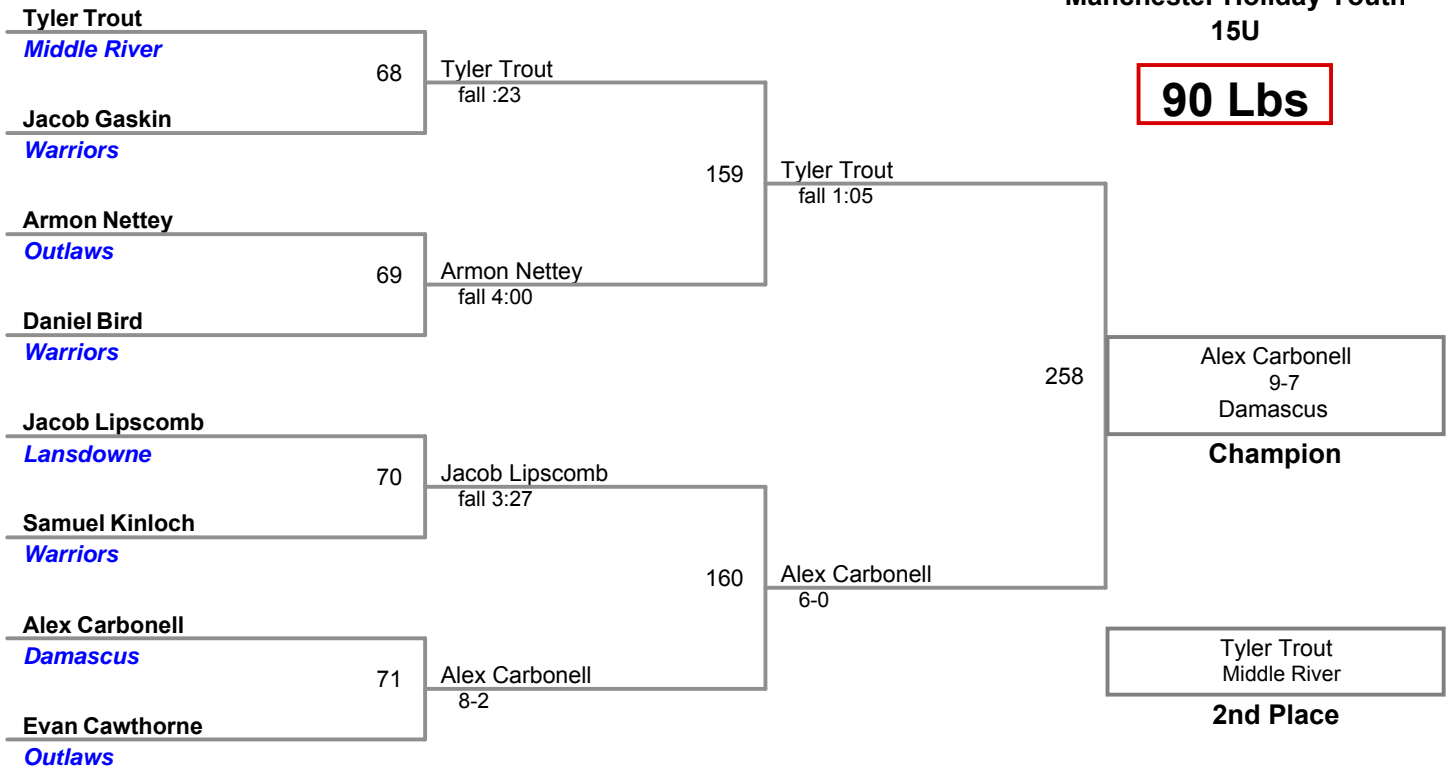 Manchester Holiday Youth
15U
90 Lbs
Tyler Trout
Middle River
68
Jacob Gaskin
Warriors
Tyler Trout
fall :23
Armon Nettey
Outlaws
69
Daniel Bird
Warriors
Armon Nettey
fall 4:00
159
Tyler Trout
fall 1:05
Jacob Lipscomb
Lansdowne
70
Samuel Kinloch
Warriors
Jacob Lipscomb
fall 3:27
Alex Carbonell
Damascus
71
Evan Cawthorne
Outlaws
Alex Carbonell
8-2
160
Alex Carbonell
6-0
258
Alex Carbonell
9-7
Damascus
Champion
Tyler Trout
Middle River
2nd Place